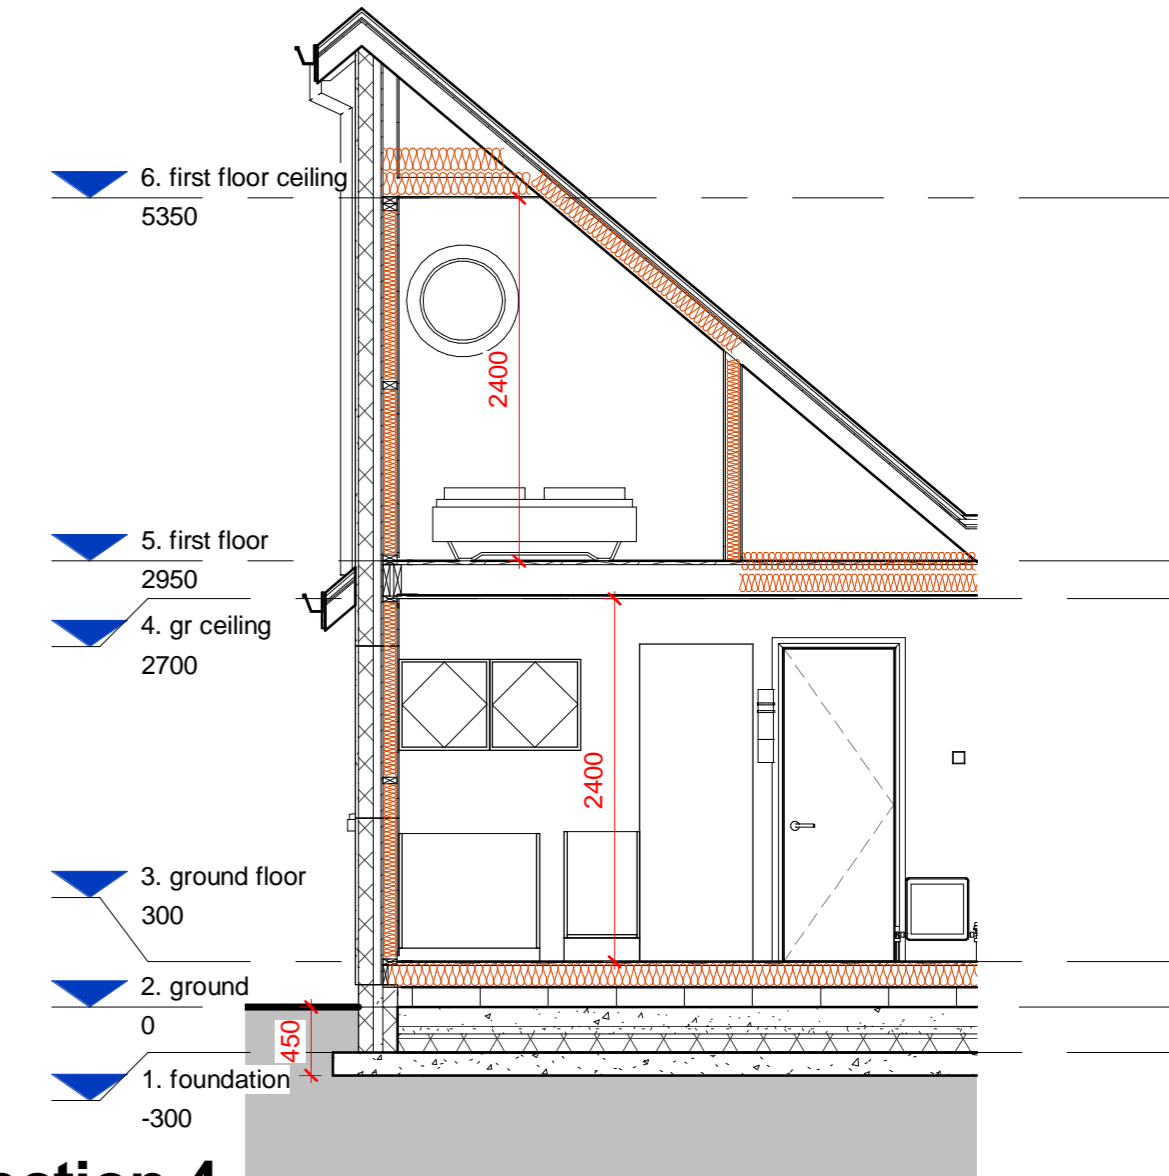 6. first floor ceiling
5350
2400
5. first floor
2950
4. gr ceiling
2700
2400
3. ground floor
300
2. ground
0
450
1. foundation
-300